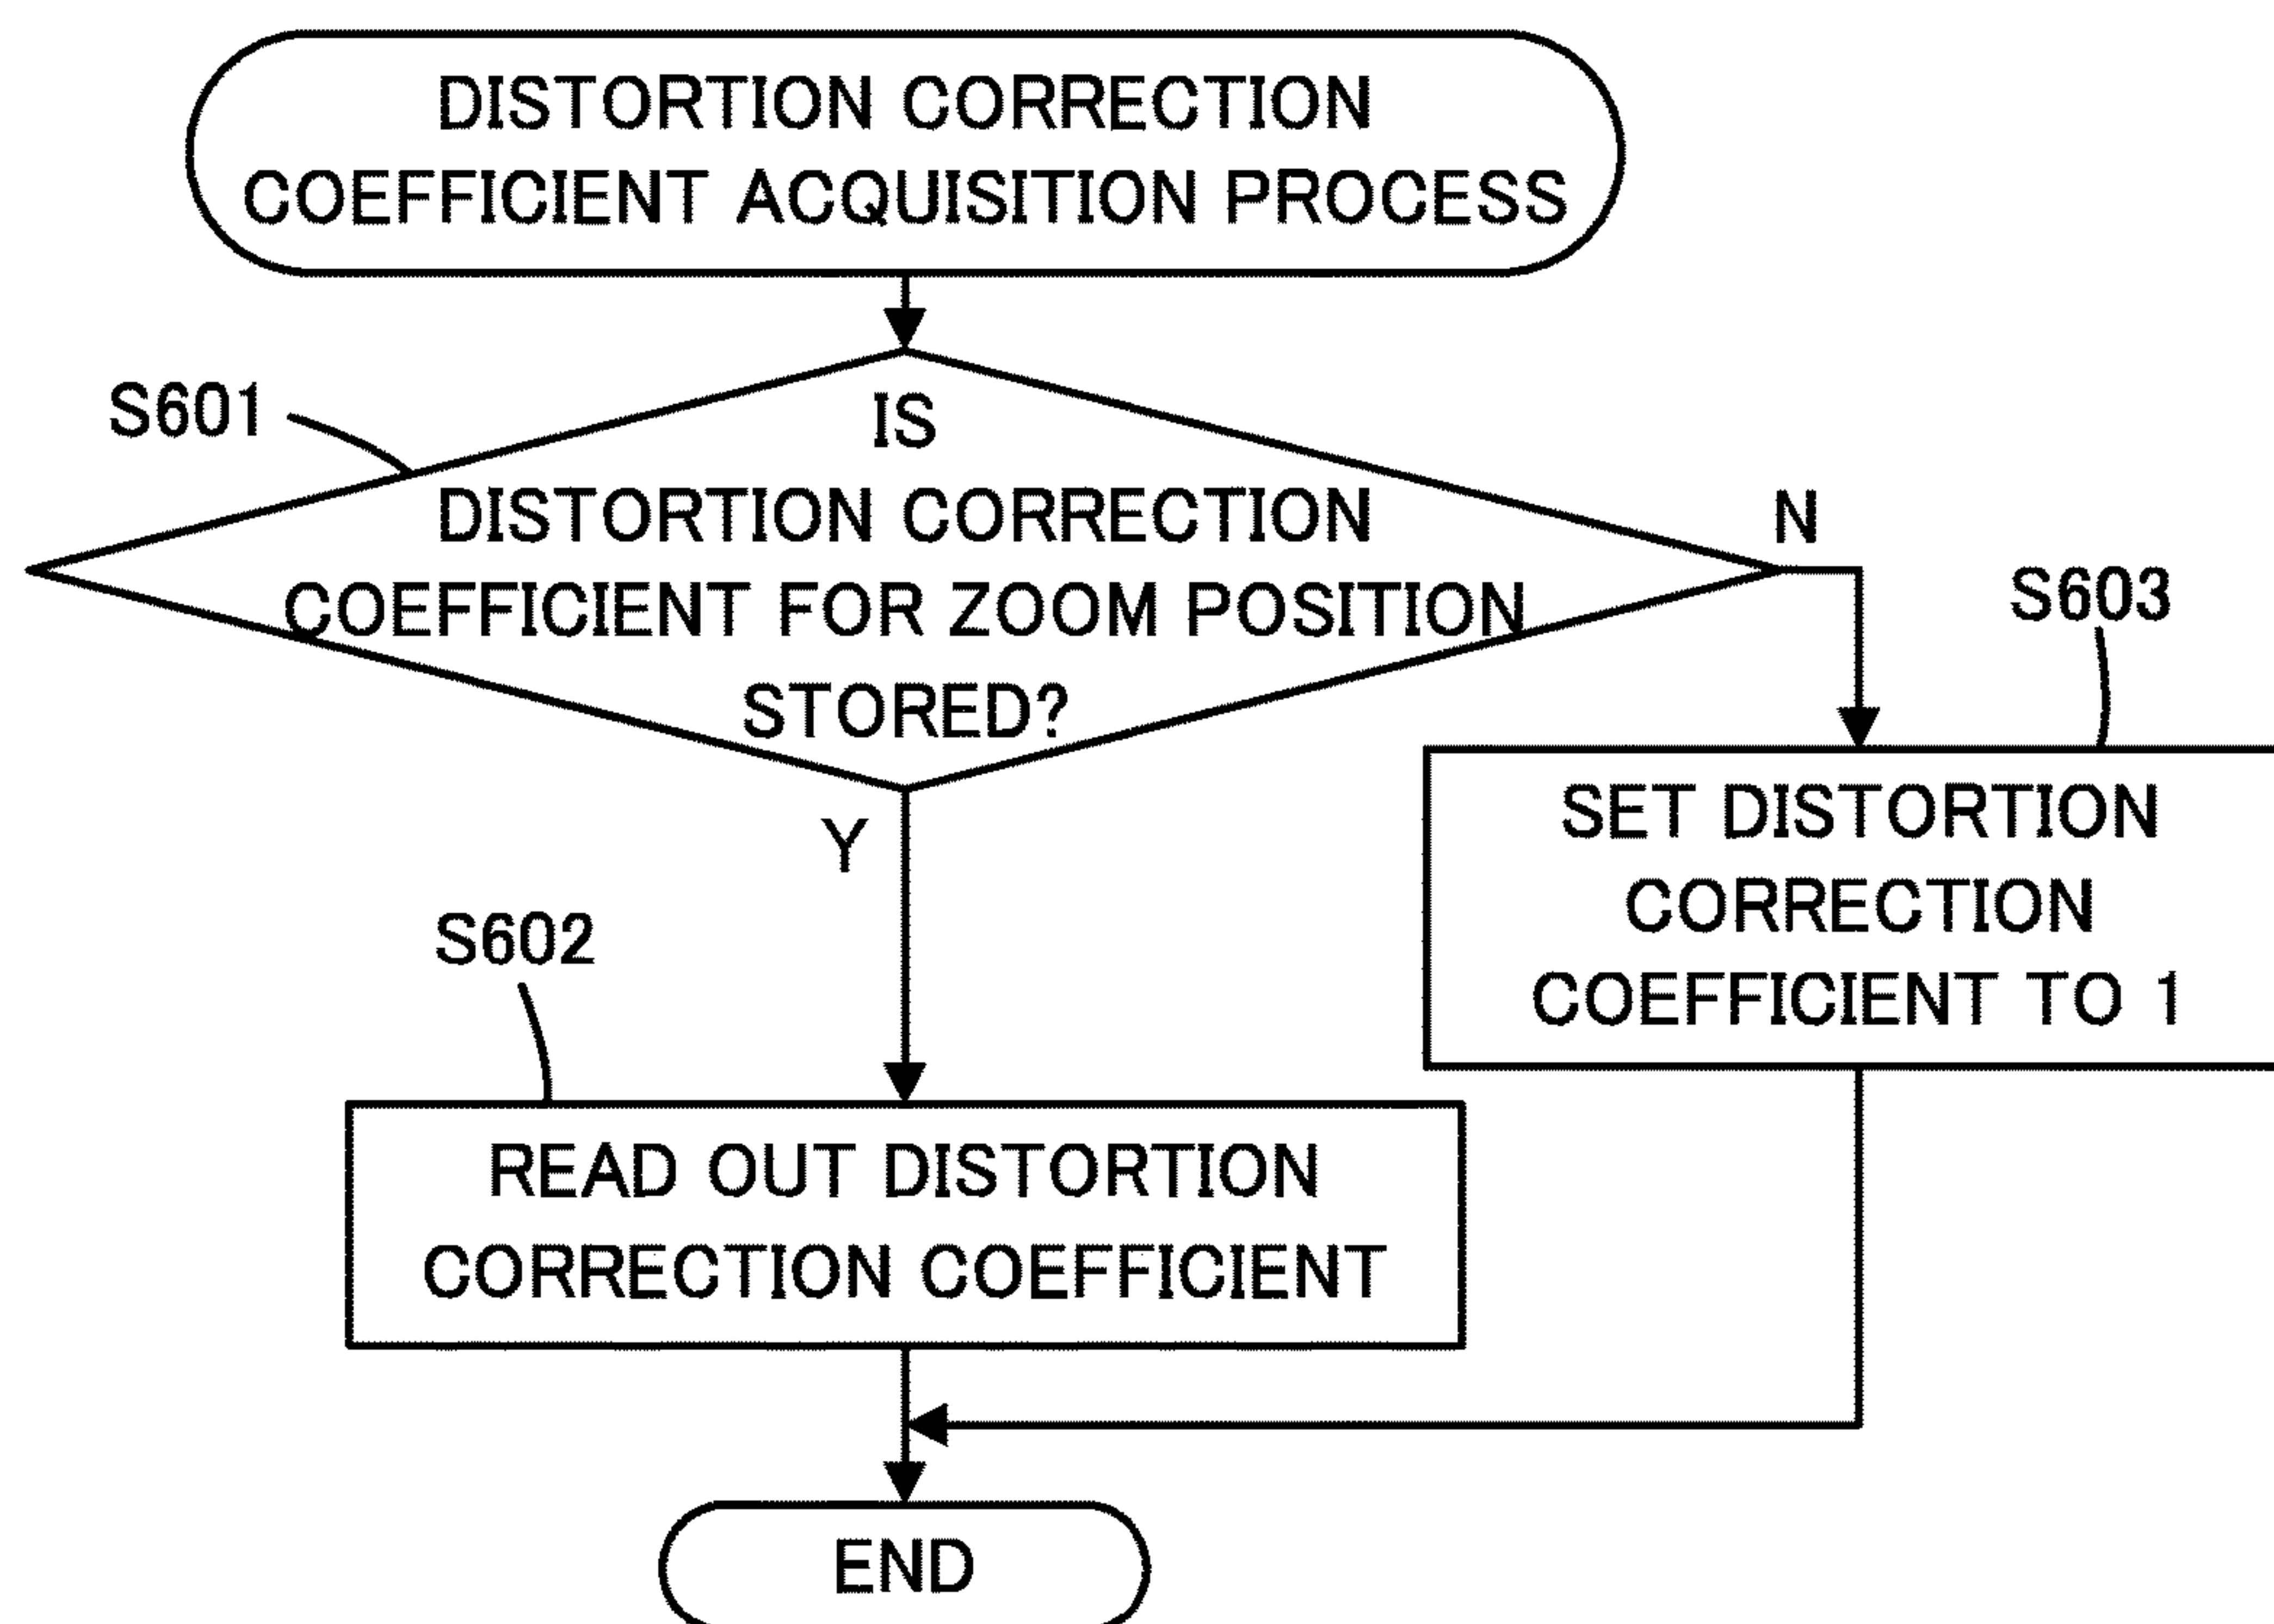 DISTORTION CORRECTION
COEFFICIENT ACQUISITION PROCESS
S601
IS
DISTORTION CORRECTION
COEFFICIENT FOR ZOOM POSITION
STORED?
N
S603
SET DISTORTION
CORRECTION
COEFFICIENT TO 1
Y
S602
READ OUT DISTORTION
CORRECTION COEFFICIENT
END